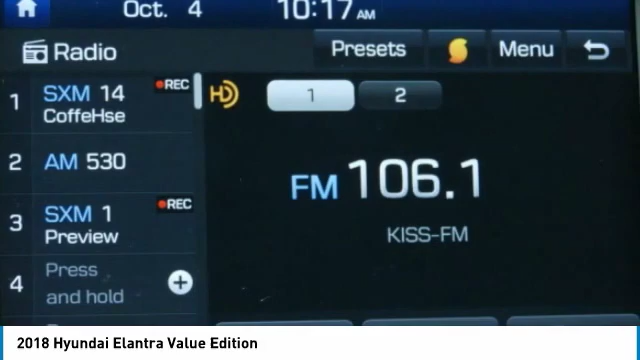 Oct. 4 10:17 AM
Radio Presets Menu
1 SXM 14 REC
CoffeHse
HD 1 2
2 AM 530
FM 106.1
3 SXM 1 REC
Preview
KISS-FM
4 Press
and hold
2018 Hyundai Elantra Value Edition